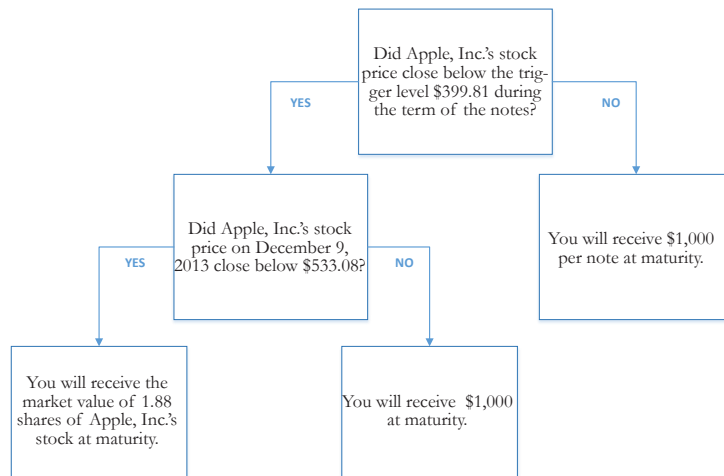 Did Apple, Inc.'s stock
price close below the trig-
ger level $399.81 during
the term of the notes?
YES
NO
Did Apple, Inc.'s stock
price on December 9,
2013 close below $533.08?
You will receive $1,000
per note at maturity.
YES
NO
You will receive the
market value of 1.88
shares of Apple, Inc.'s
stock at maturity.
You will receive $1,000
at maturity.